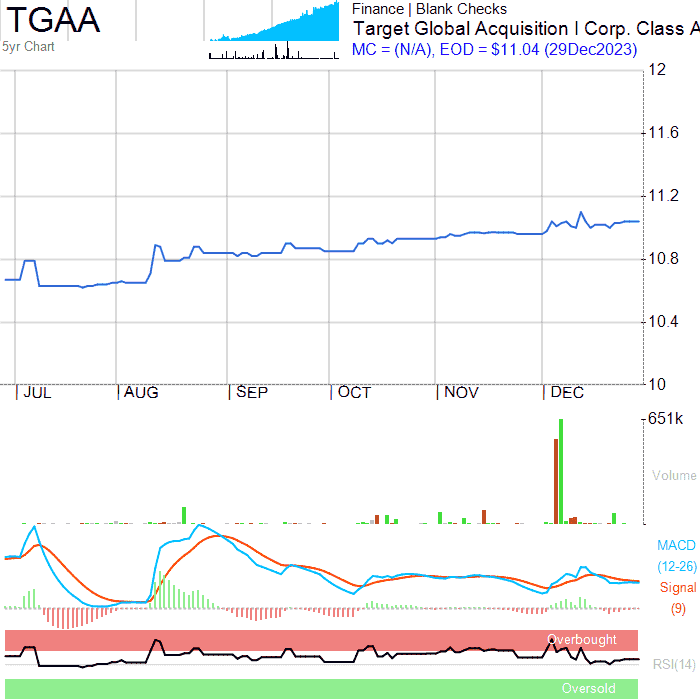 TGAA
5yr Chart
Finance | Blank Checks
Target Global Acquisition I Corp. Class A
MC = (N/A), EOD = $11.04 (29Dec2023)
12
11.6
11.2
10.8
10.4
10
JUL AUG SEP OCT NOV DEC
651k
Volume
MACD
(12-26)
Signal
(9)
Overbought
RSI(14)
Oversold